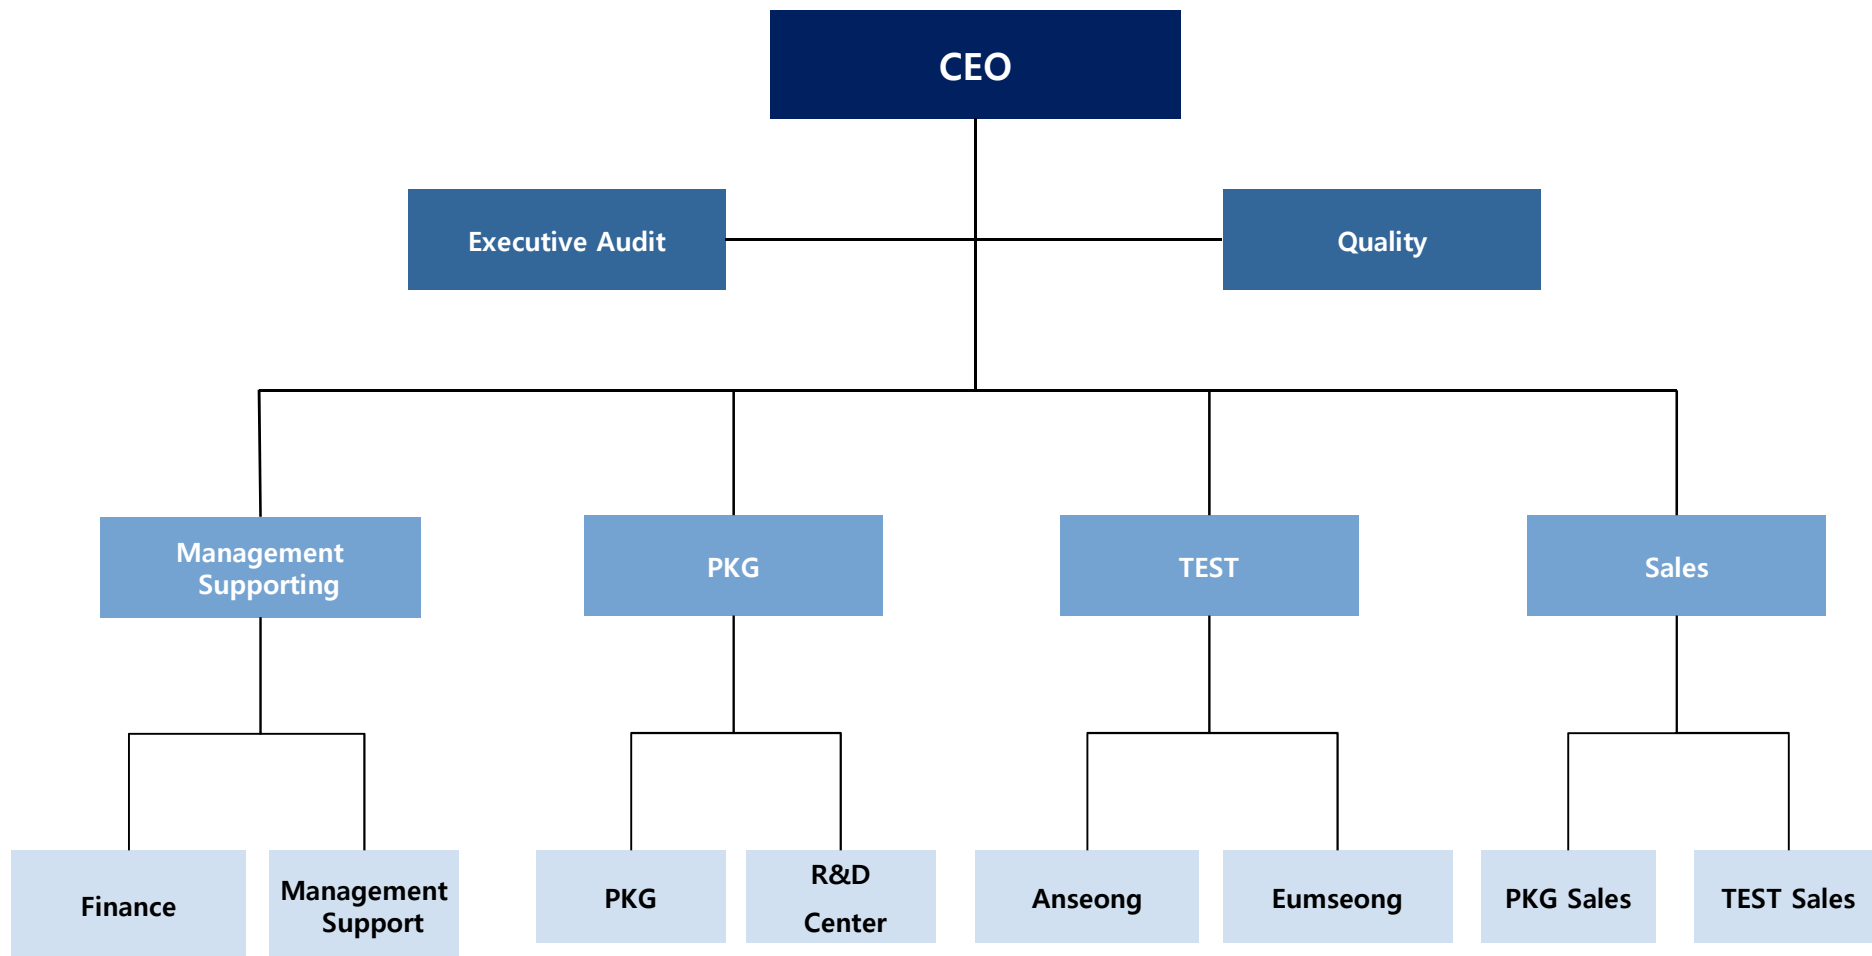 CEO
Executive Audit
Quality
Management
Supporting
PKG
TEST
Sales
Finance
Management
Support
PKG
R&D
Center
Anseong
Eumseong
PKG Sales
TEST Sales